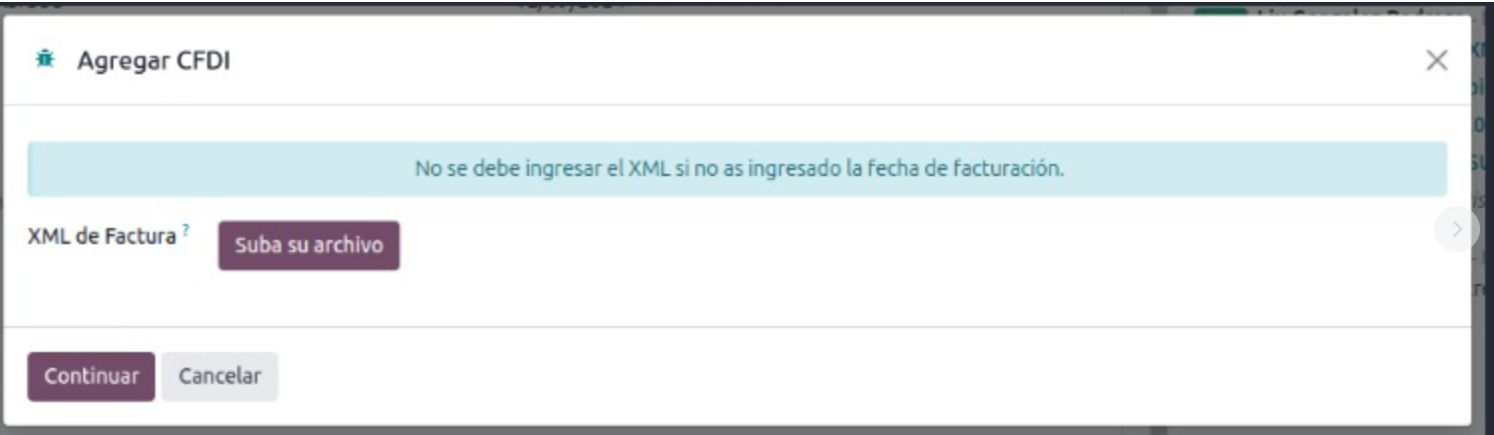 Agregar CFDI
No se debe ingresar el XML si no as ingresado la fecha de facturación.
XML de Factura ?
Suba su archivo
Continuar
Cancelar